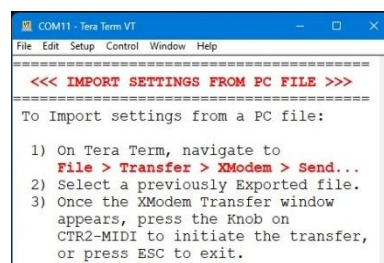 COM11 - Tera Term VT
File Edit Setup Control Window Help
==========================================
<<< IMPORT SETTINGS FROM PC FILE >>>
==========================================
To Import settings from a PC file:
1) On Tera Term, navigate to
File > Transfer > XModem > Send...
2) Select a previously Exported file.
3) Once the XModem Transfer window
appears, press the Knob on
CTR2-MIDI to initiate the transfer,
or press ESC to exit.